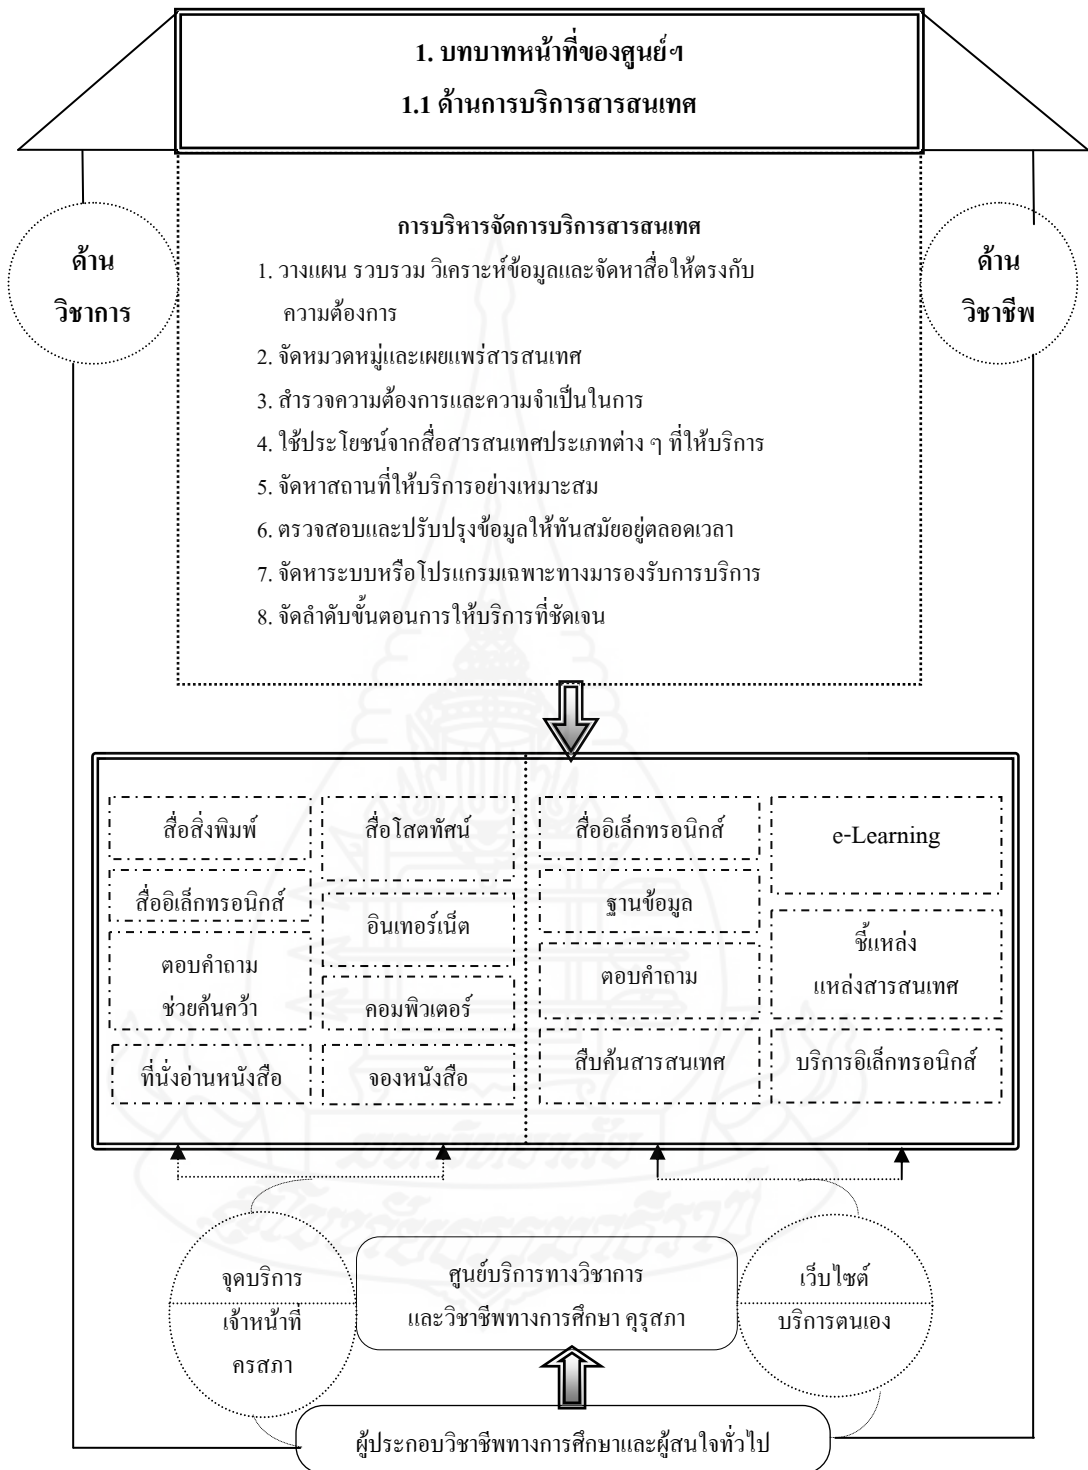 1. บทบาทหน้าที่ของศูนย์ฯ
1.1 ด้านการบริการสารสนเทศ
ด้าน
วิชาการ
ด้าน
วิชาชีพ
การบริหารจัดการบริการสารสนเทศ
1. วางแผน รวบรวม วิเคราะห์ข้อมูลและจัดหาสื่อให้ตรงกับ
ความต้องการ
2. จัดหมวดหมู่และเผยแพร่สารสนเทศ
3. สำรวจความต้องการและความจำเป็นในการ
4. ใช้ประโยชน์จากสื่อสารสนเทศประเภทต่าง ๆ ที่ให้บริการ
5. จัดหาสถานที่ให้บริการอย่างเหมาะสม
6. ตรวจสอบและปรับปรุงข้อมูลให้ทันสมัยอยู่ตลอดเวลา
7. จัดหาระบบหรือโปรแกรมเฉพาะทางมารองรับการบริการ
8. จัดลำดับขั้นตอนการให้บริการที่ชัดเจน
สื่อสิ่งพิมพ์
สื่ออิเล็กทรอนิกส์
ตอบคำถาม
ช่วยค้นคว้า
ที่นั่งอ่านหนังสือ
สื่อโสตทัศน์
อินเทอร์เน็ต
คอมพิวเตอร์
จองหนังสือ
สื่ออิเล็กทรอนิกส์
ฐานข้อมูล
ตอบคำถาม
สืบค้นสารสนเทศ
e-Learning
ชี้แหล่ง
แหล่งสารสนเทศ
บริการอิเล็กทรอนิกส์
มหาวิทยาลัย
สุโขทัยธรรมาธิราช
จุดบริการ
เจ้าหน้าที่
ครสภา
ศูนย์บริการทางวิชาการ
และวิชาชีพทางการศึกษา คุรุสภา
เว็บไซต์
บริการตนเอง
ผู้ประกอบวิชาชีพทางการศึกษาและผู้สนใจทั่วไป